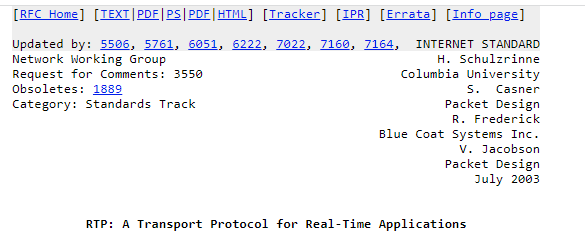 [RFC Home] [TEXT|PDF|PS|PDF|HTML] [Tracker] [IPR] [Errata] [Info page]
Updated by: 5506, 5761, 6051, 6222, 7022, 7160, 7164, INTERNET STANDARD
Network Working Group H. Schulzrinne
Request for Comments: 3550 Columbia University
Obsoletes: 1889 S. Casner
Category: Standards Track Packet Design
R. Frederick
Blue Coat Systems Inc.
V. Jacobson
Packet Design
July 2003
RTP: A Transport Protocol for Real-Time Applications